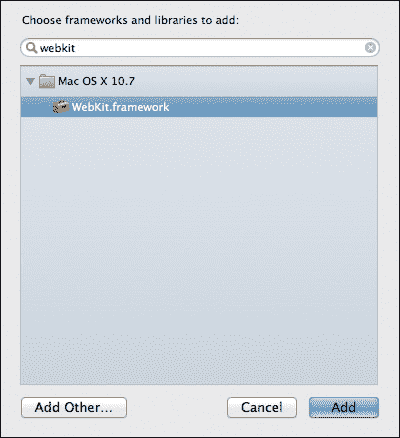 Choose frameworks and libraries to add:
webkit
Mac OS X 10.7
WebKit.framework
Add Other...
Cancel
Add